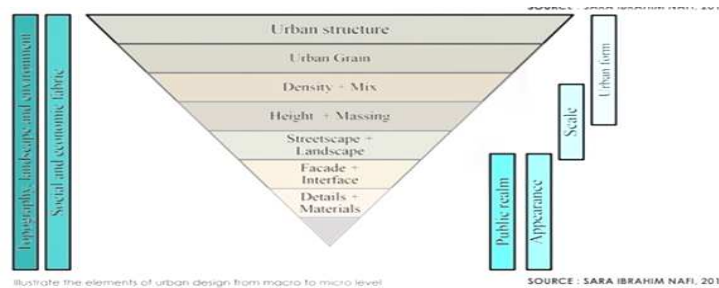 SOURCE : SARA IBRAHIM NAFI, 201
Urban structure
Urban Grain
Density + Mix
Height + Massing
Streetscape +
Landscape
Facade +
Interface
Details +
Materials
Topography, landscape and environment
Social and economic fabric
Public realm
Appearance
Scale
Urban form
Illustrate the elements of urban design from macro to micro level
SOURCE : SARA IBRAHIM NAFI, 201